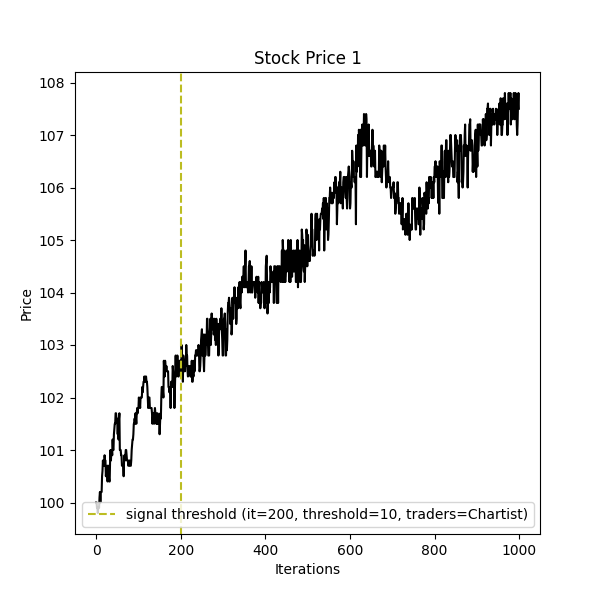 Stock Price 1
108
107
106
105
104
103
102
101
100
Price
signal threshold (it=200, threshold=10, traders=Chartist)
0 200 400 600 800 1000
Iterations